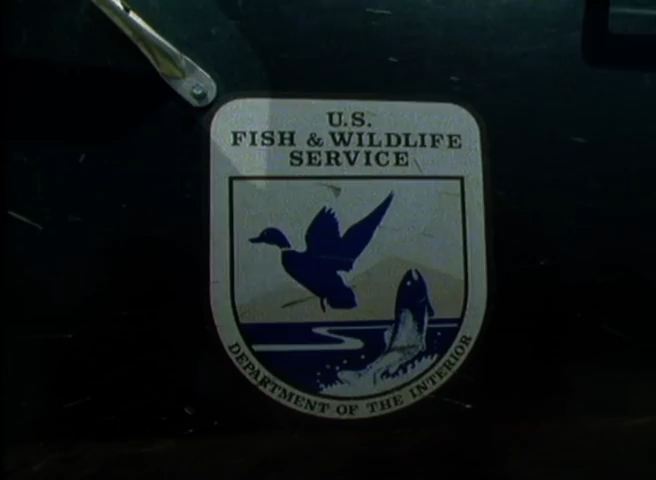 U.S.
FISH & WILDLIFE
SERVICE
DEPARTMENT OF THE INTERIOR